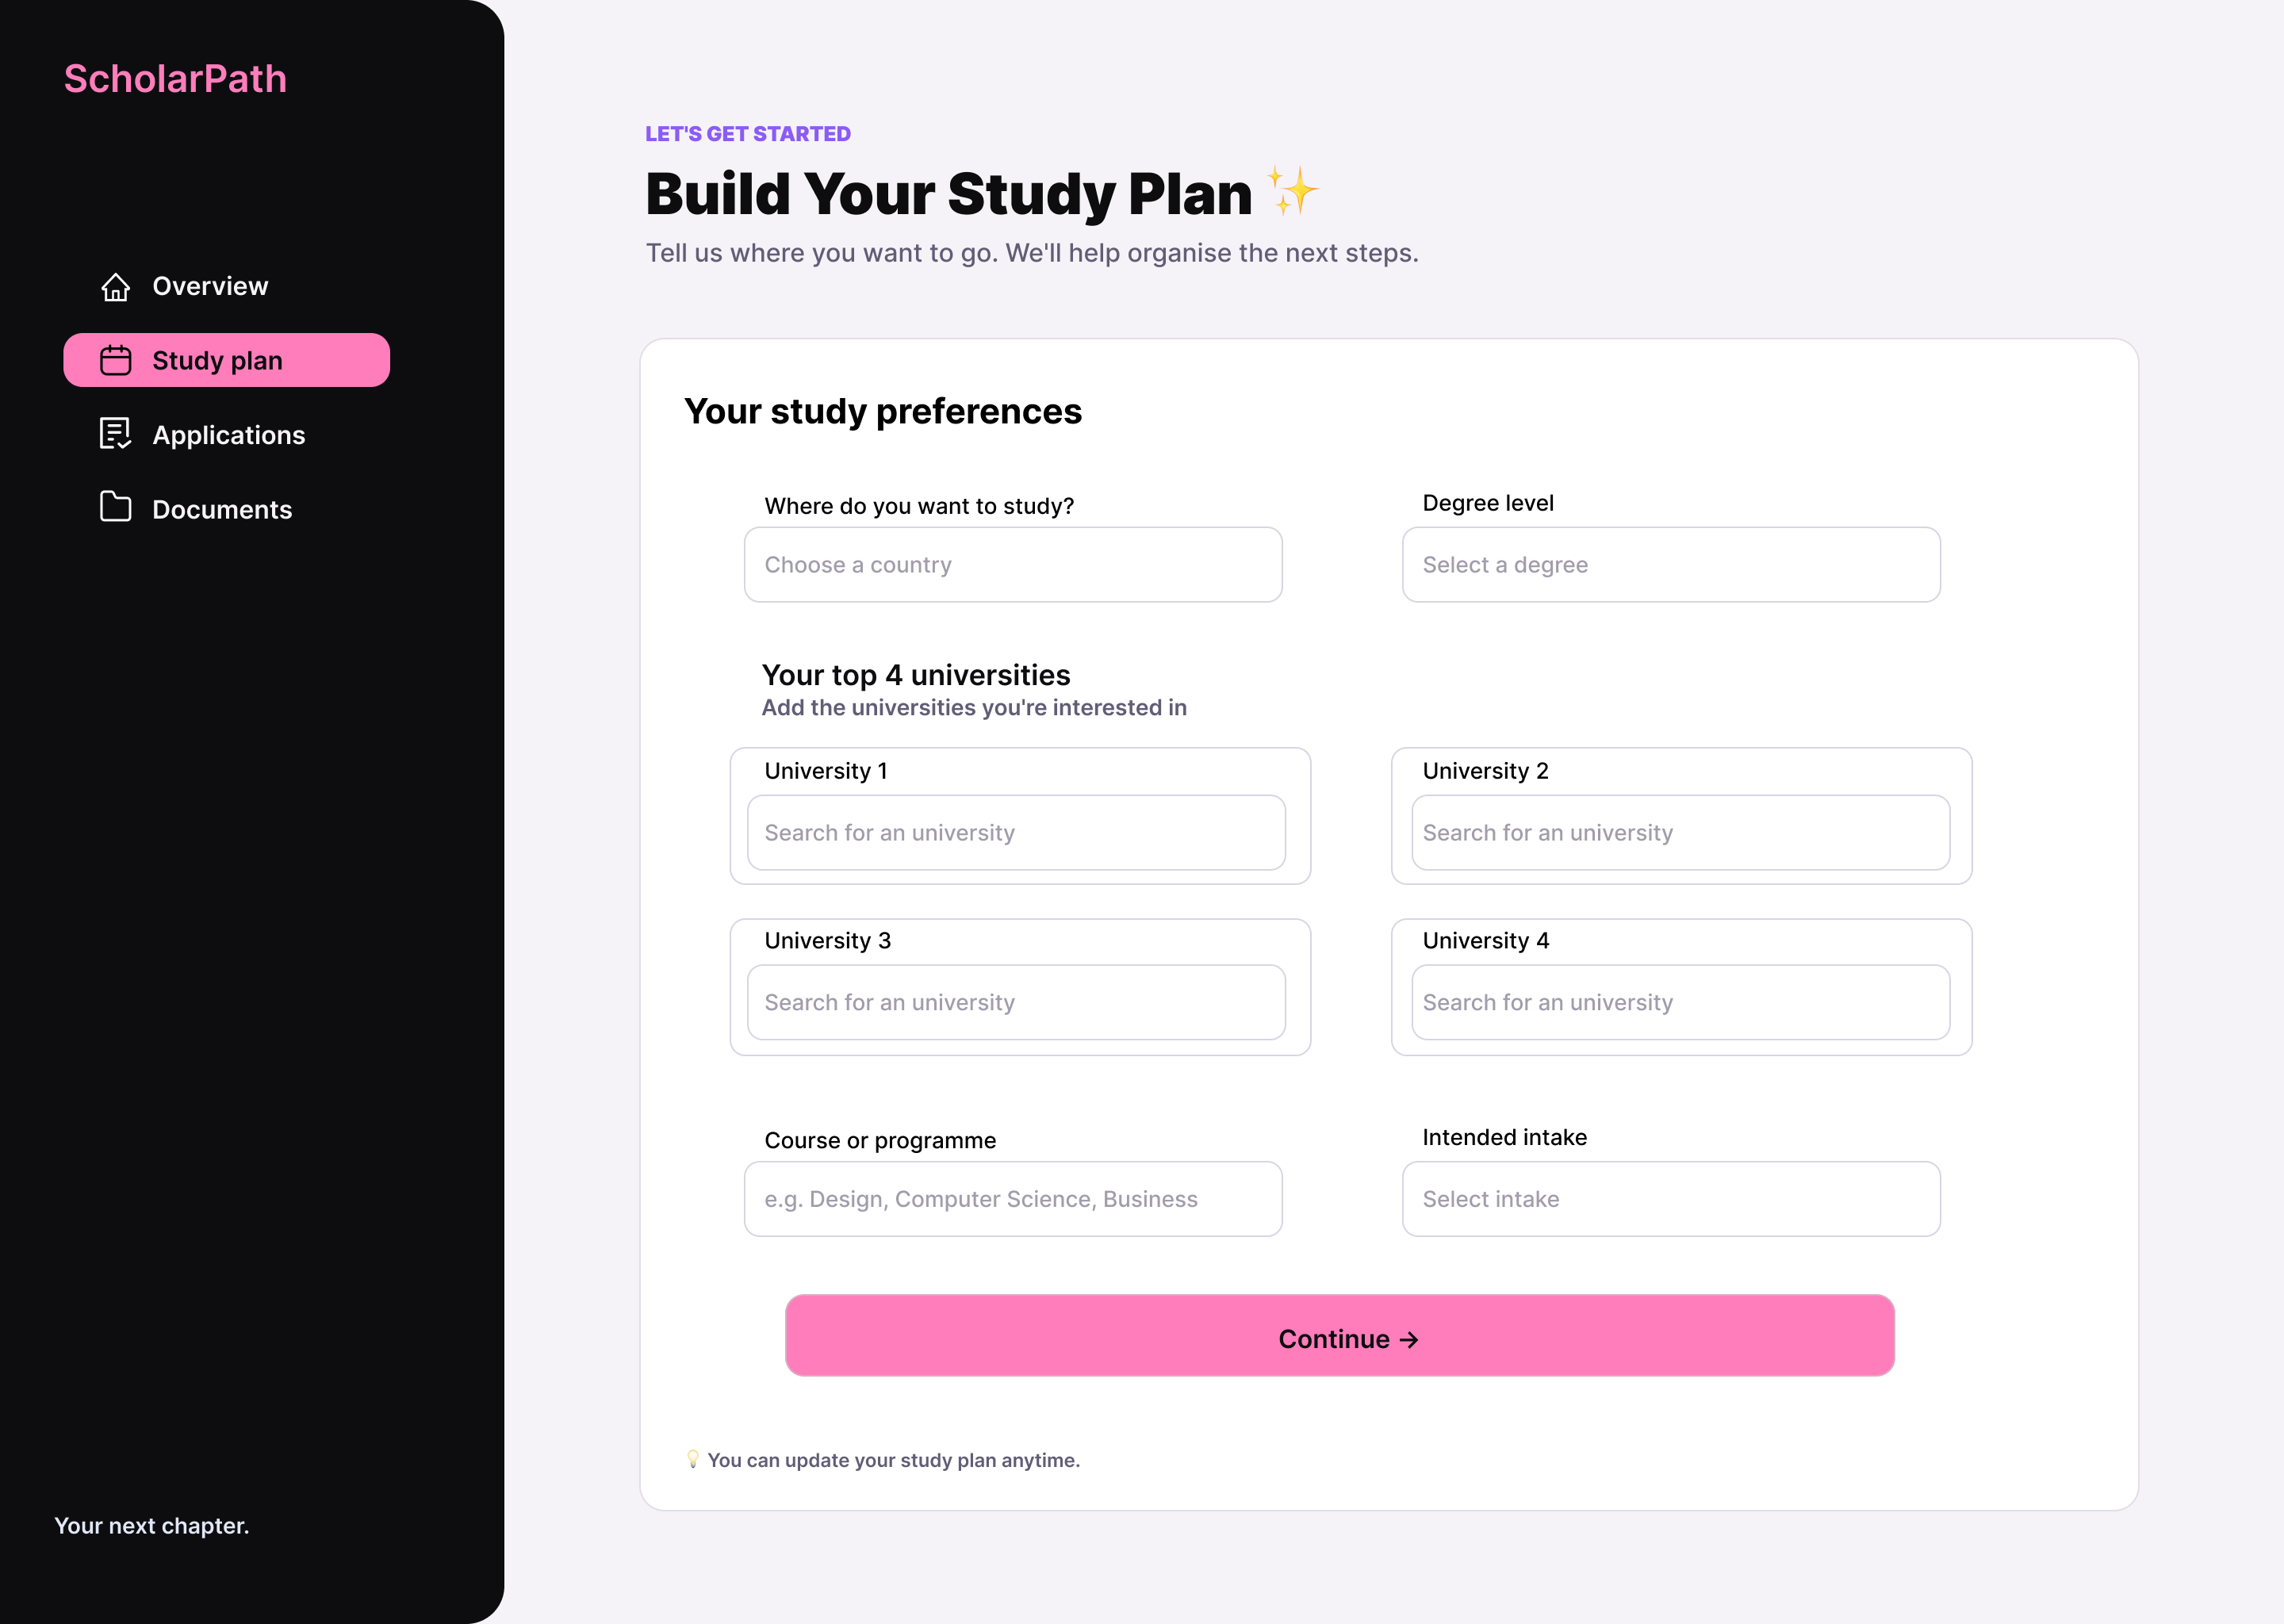 ScholarPath
Overview
Study plan
Applications
Documents
Your next chapter.
LET'S GET STARTED
Build Your Study Plan ✨
Tell us where you want to go. We'll help organise the next steps.
Your study preferences
Where do you want to study?
Choose a country
Degree level
Select a degree
Your top 4 universities
Add the universities you're interested in
University 1
Search for an university
University 2
Search for an university
University 3
Search for an university
University 4
Search for an university
Course or programme
e.g. Design, Computer Science, Business
Intended intake
Select intake
Continue →
💡 You can update your study plan anytime.